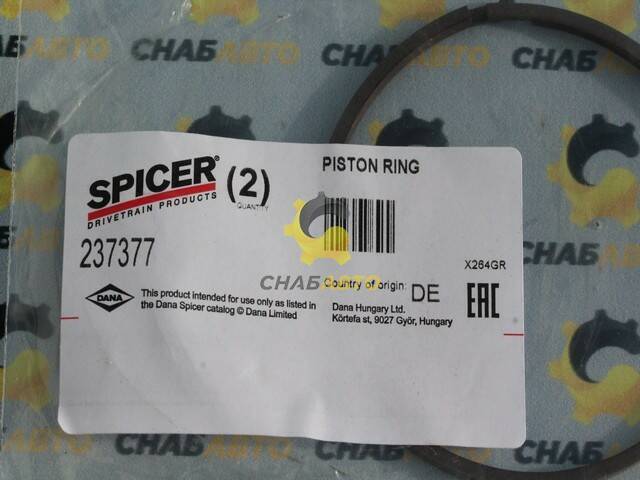 СНАБАВТО
СНАБАВТО
PISTON RING
SPICER® (2)
QUANTITY
DRIVETRAIN PRODUCTS
237377
X264GR
СНАБАВТО
Country of origin: DE
EAC
DANA
This product intended for use only as listed in
the Dana Spicer catalog © Dana Limited
Dana Hungary Ltd.
Körtefa st, 9027 Győr, Hungary
СНАБАВТО
СНАБАВТО